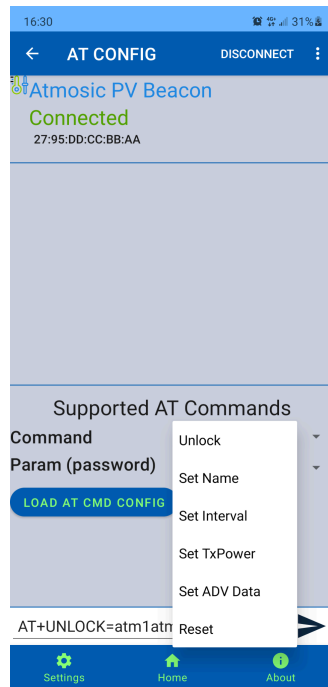 16:30 4G+ 31%
AT CONFIG DISCONNECT
Atmosic PV Beacon
Connected
27:95:DD:CC:BB:AA
Supported AT Commands
Command
Unlock
Param (password)
Set Name
LOAD AT CMD CONFIG
Set Interval
Set TxPower
Set ADV Data
AT+UNLOCK=atm1atm
Reset
Settings Home About